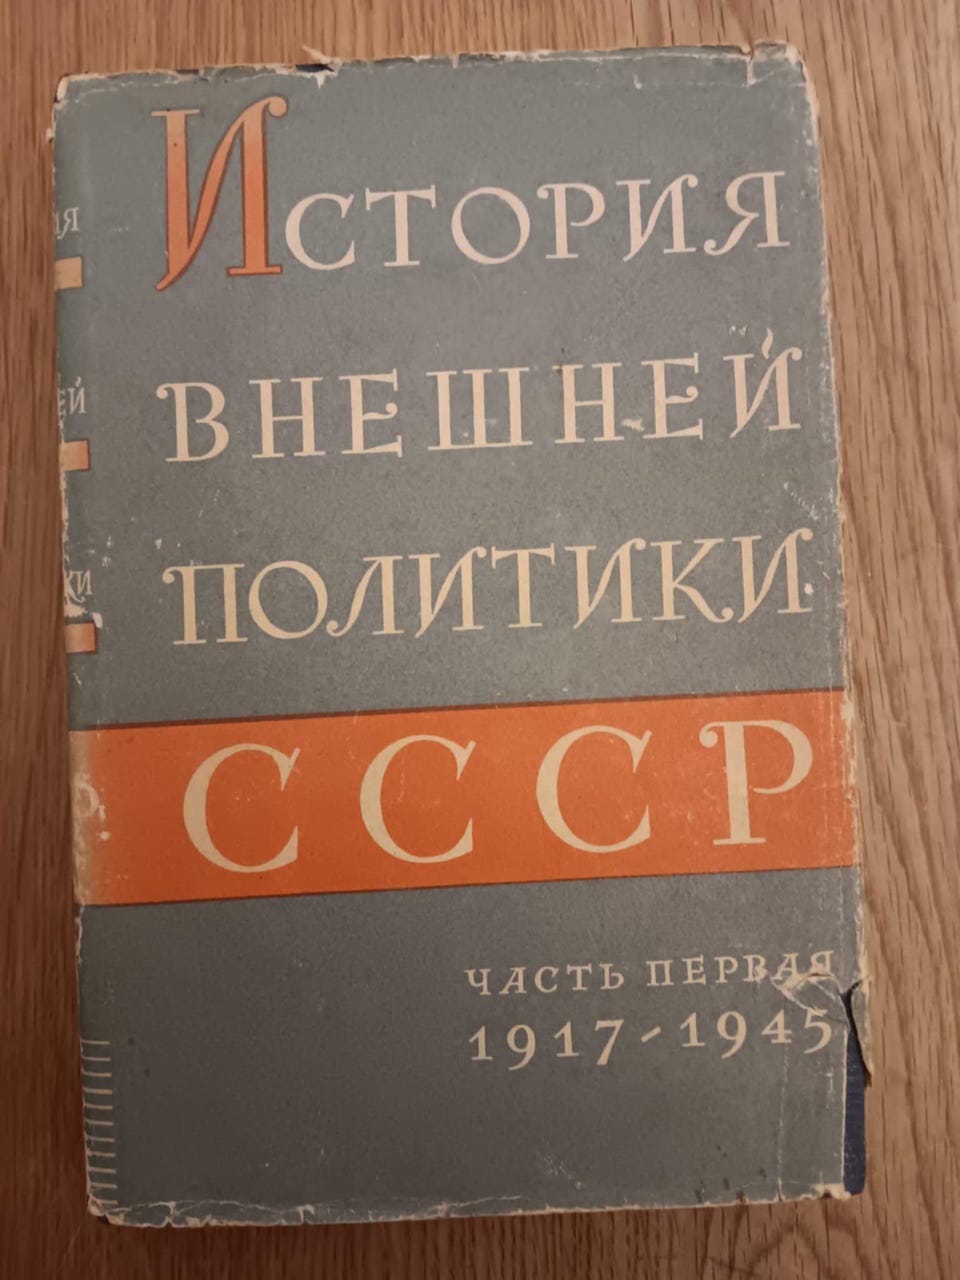 История
внешней
политики
СССР
часть первая
1917-1945